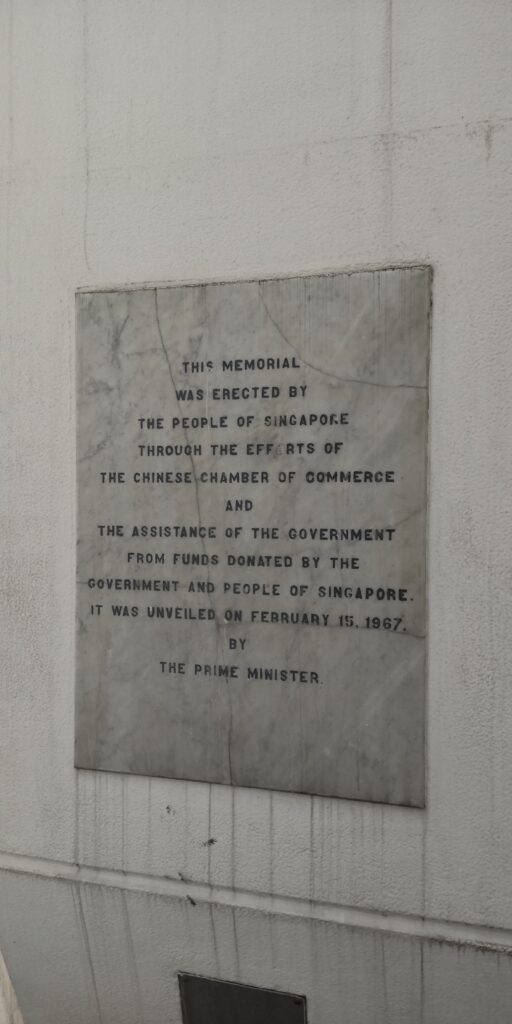 THIS MEMORIAL
WAS ERECTED BY
THE PEOPLE OF SINGAPORE
THROUGH THE EFFORTS OF
THE CHINESE CHAMBER OF COMMERCE
AND
THE ASSISTANCE OF THE GOVERNMENT
FROM FUNDS DONATED BY THE
GOVERNMENT AND PEOPLE OF SINGAPORE.
IT WAS UNVEILED ON FEBRUARY 15, 1967,
BY
THE PRIME MINISTER.